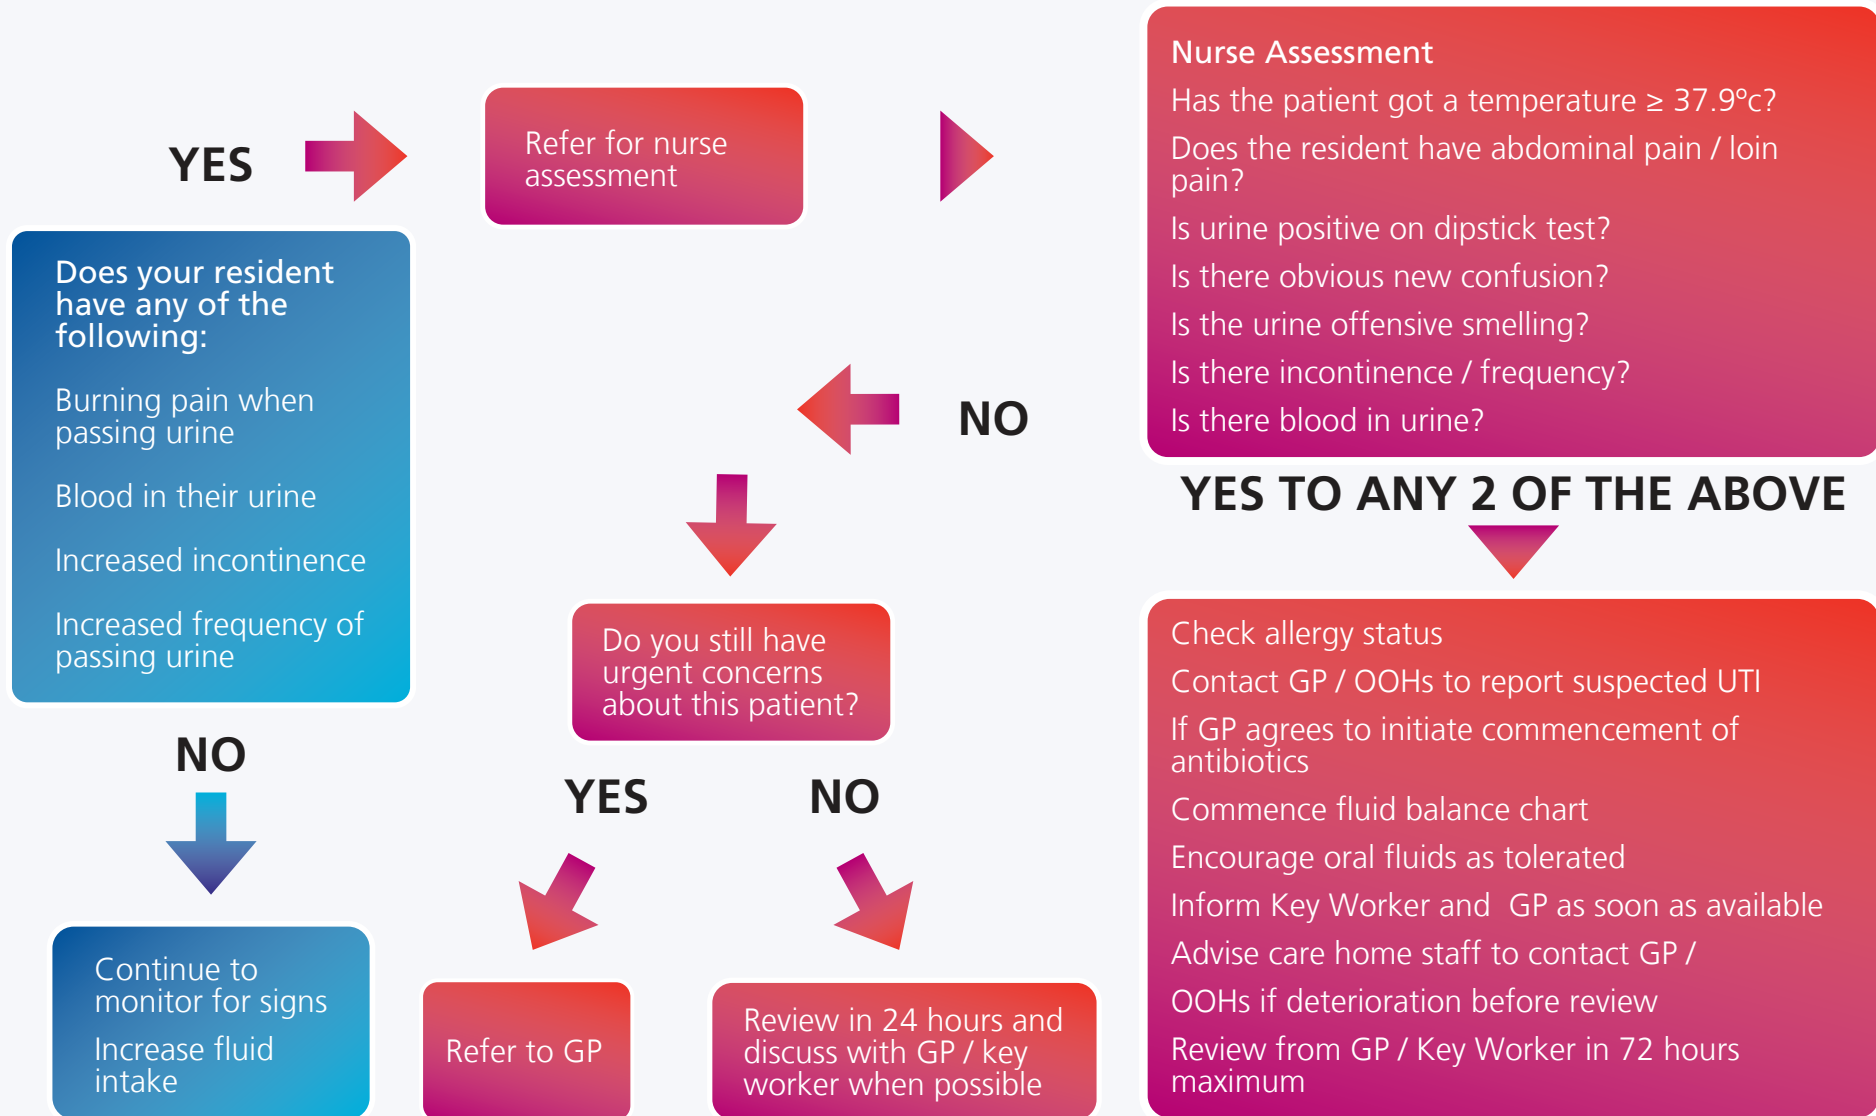 YES
Refer for nurse
assessment
Nurse Assessment
Has the patient got a temperature ≥ 37.9ºc?
Does the resident have abdominal pain / loin
pain?
Is urine positive on dipstick test?
Is there obvious new confusion?
Is the urine offensive smelling?
Is there incontinence / frequency?
Is there blood in urine?
Does your resident
have any of the
following:
Burning pain when
passing urine
Blood in their urine
Increased incontinence
Increased frequency of
passing urine
NO
YES TO ANY 2 OF THE ABOVE
Do you still have
urgent concerns
about this patient?
NO
YES
NO
Continue to
monitor for signs
Increase fluid
intake
Refer to GP
Review in 24 hours and
discuss with GP / key
worker when possible
Check allergy status
Contact GP / OOHs to report suspected UTI
If GP agrees to initiate commencement of
antibiotics
Commence fluid balance chart
Encourage oral fluids as tolerated
Inform Key Worker and  GP as soon as available
Advise care home staff to contact GP /
OOHs if deterioration before review
Review from GP / Key Worker in 72 hours
maximum